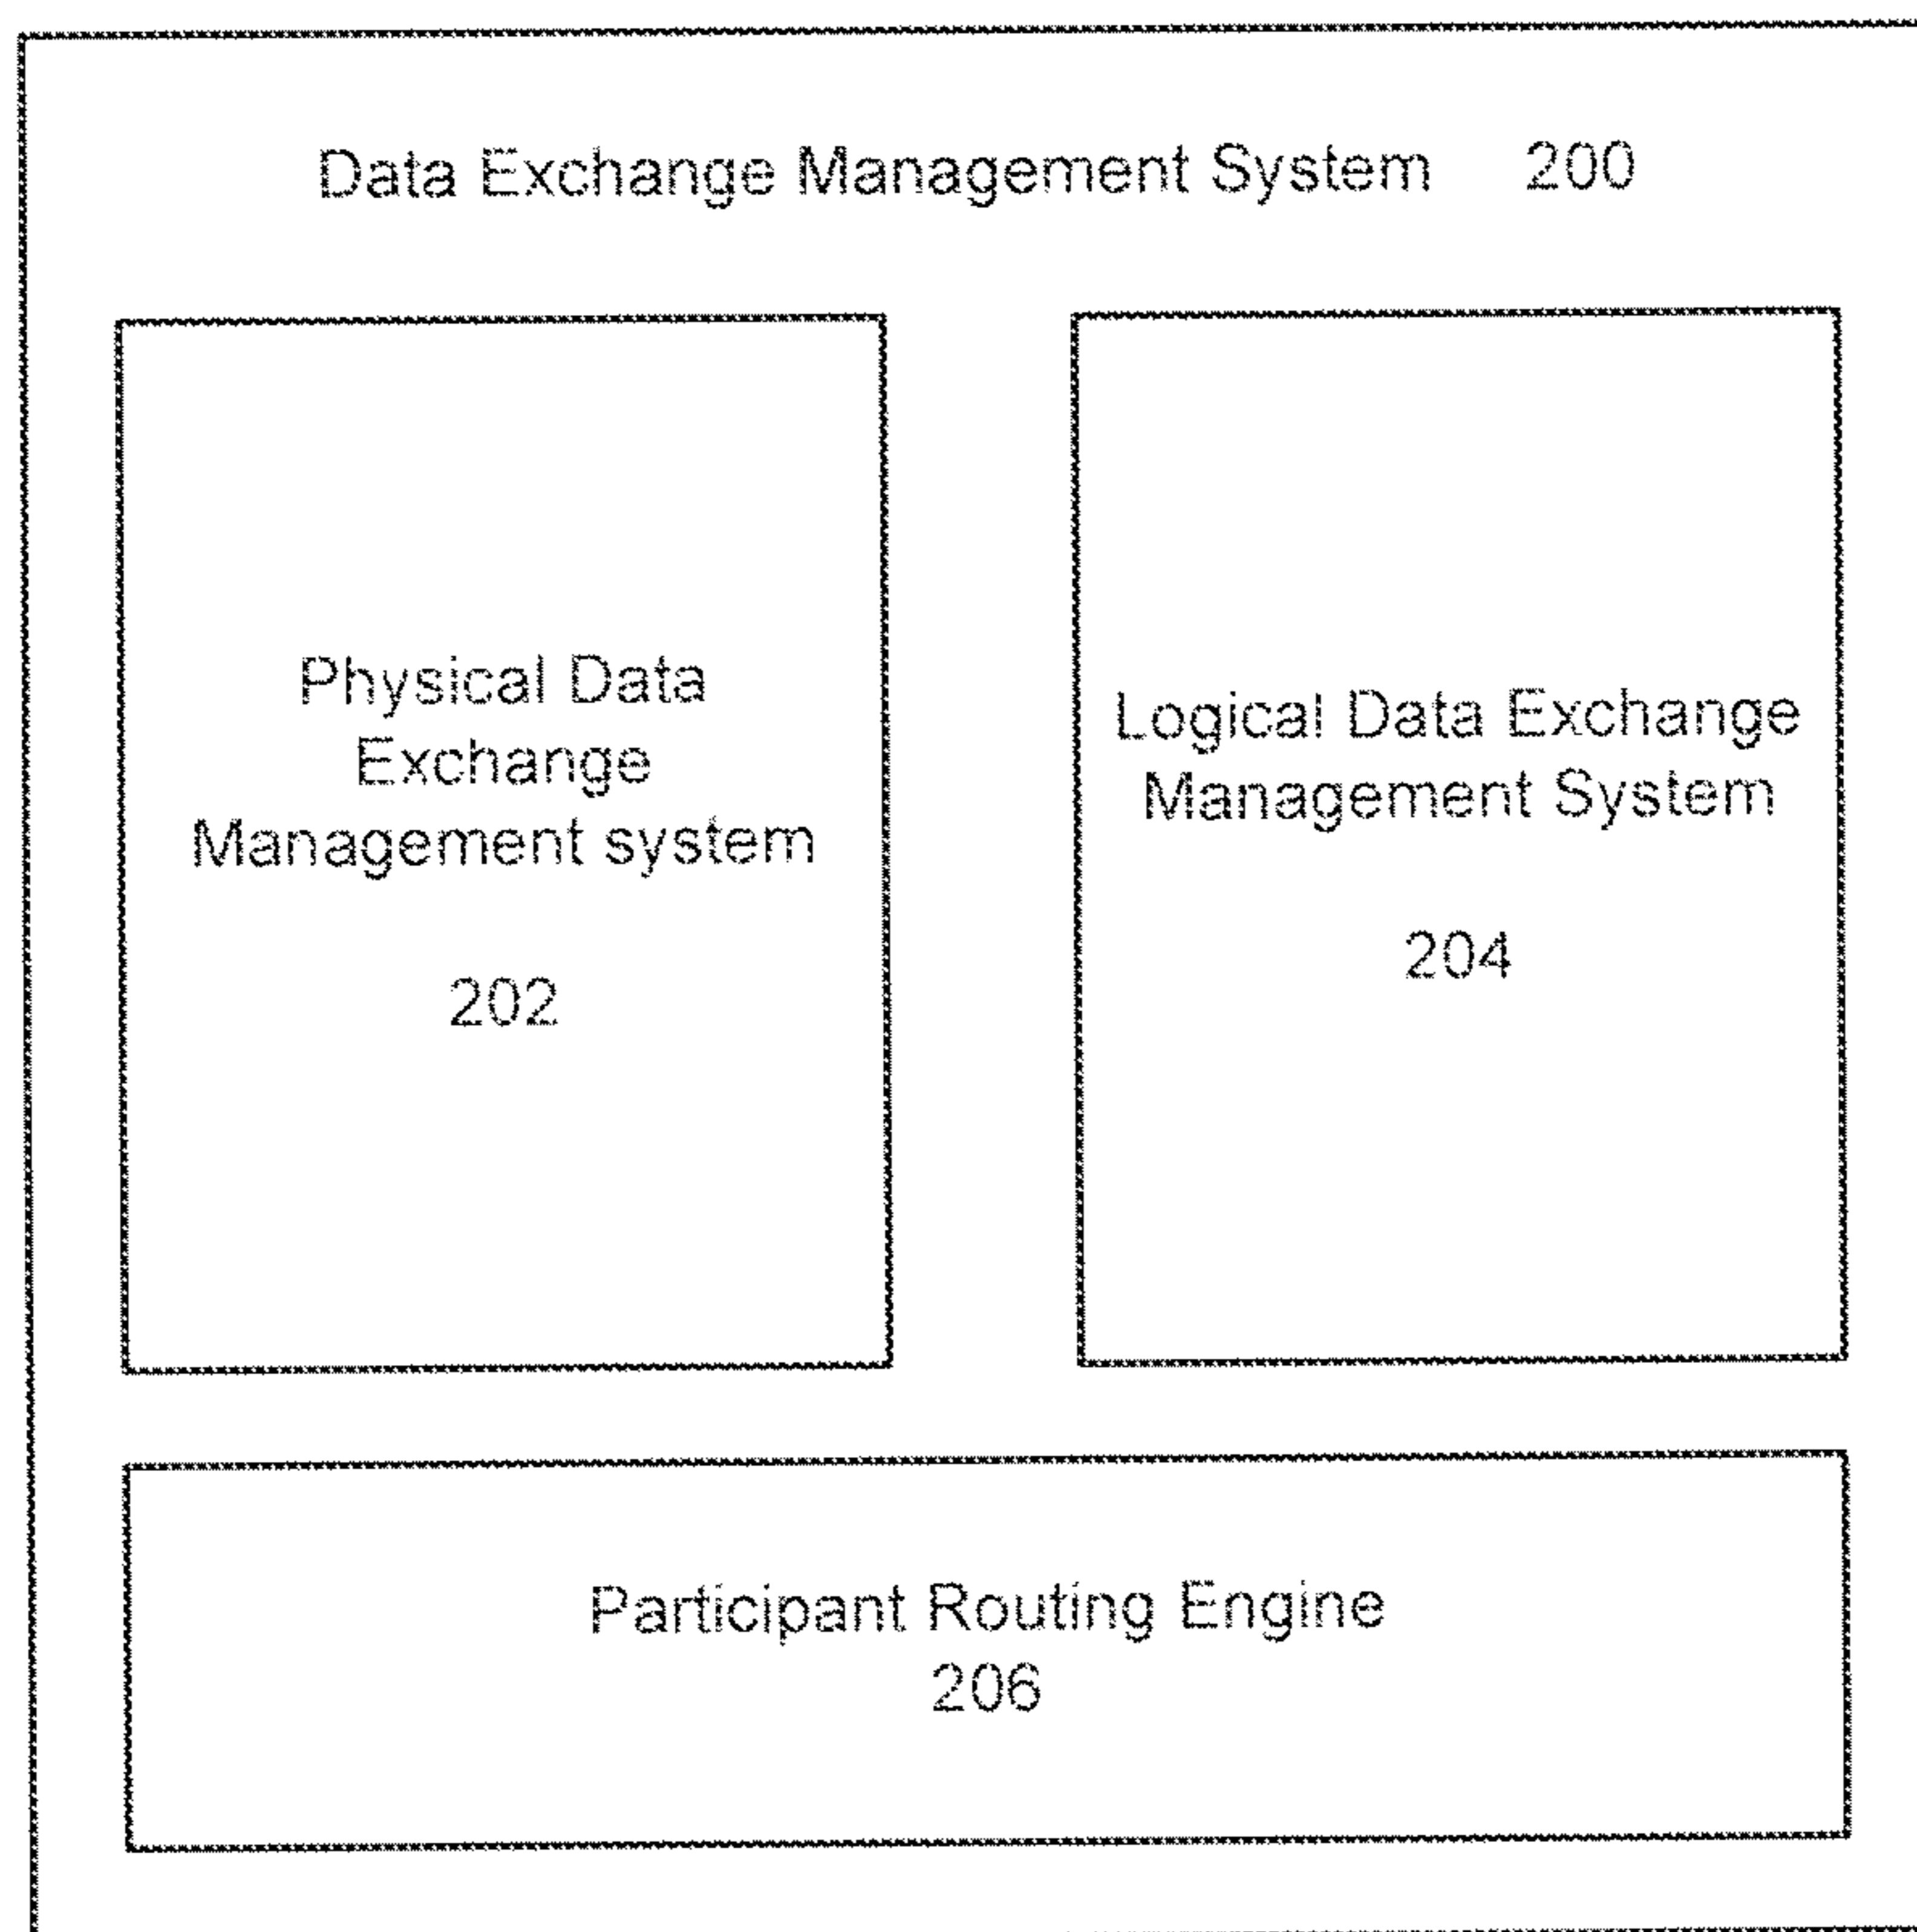 Data Exchange Management System 200
Physical Data
Exchange
Management system
202
Logical Data Exchange
Management System
204
Participant Routing Engine
206